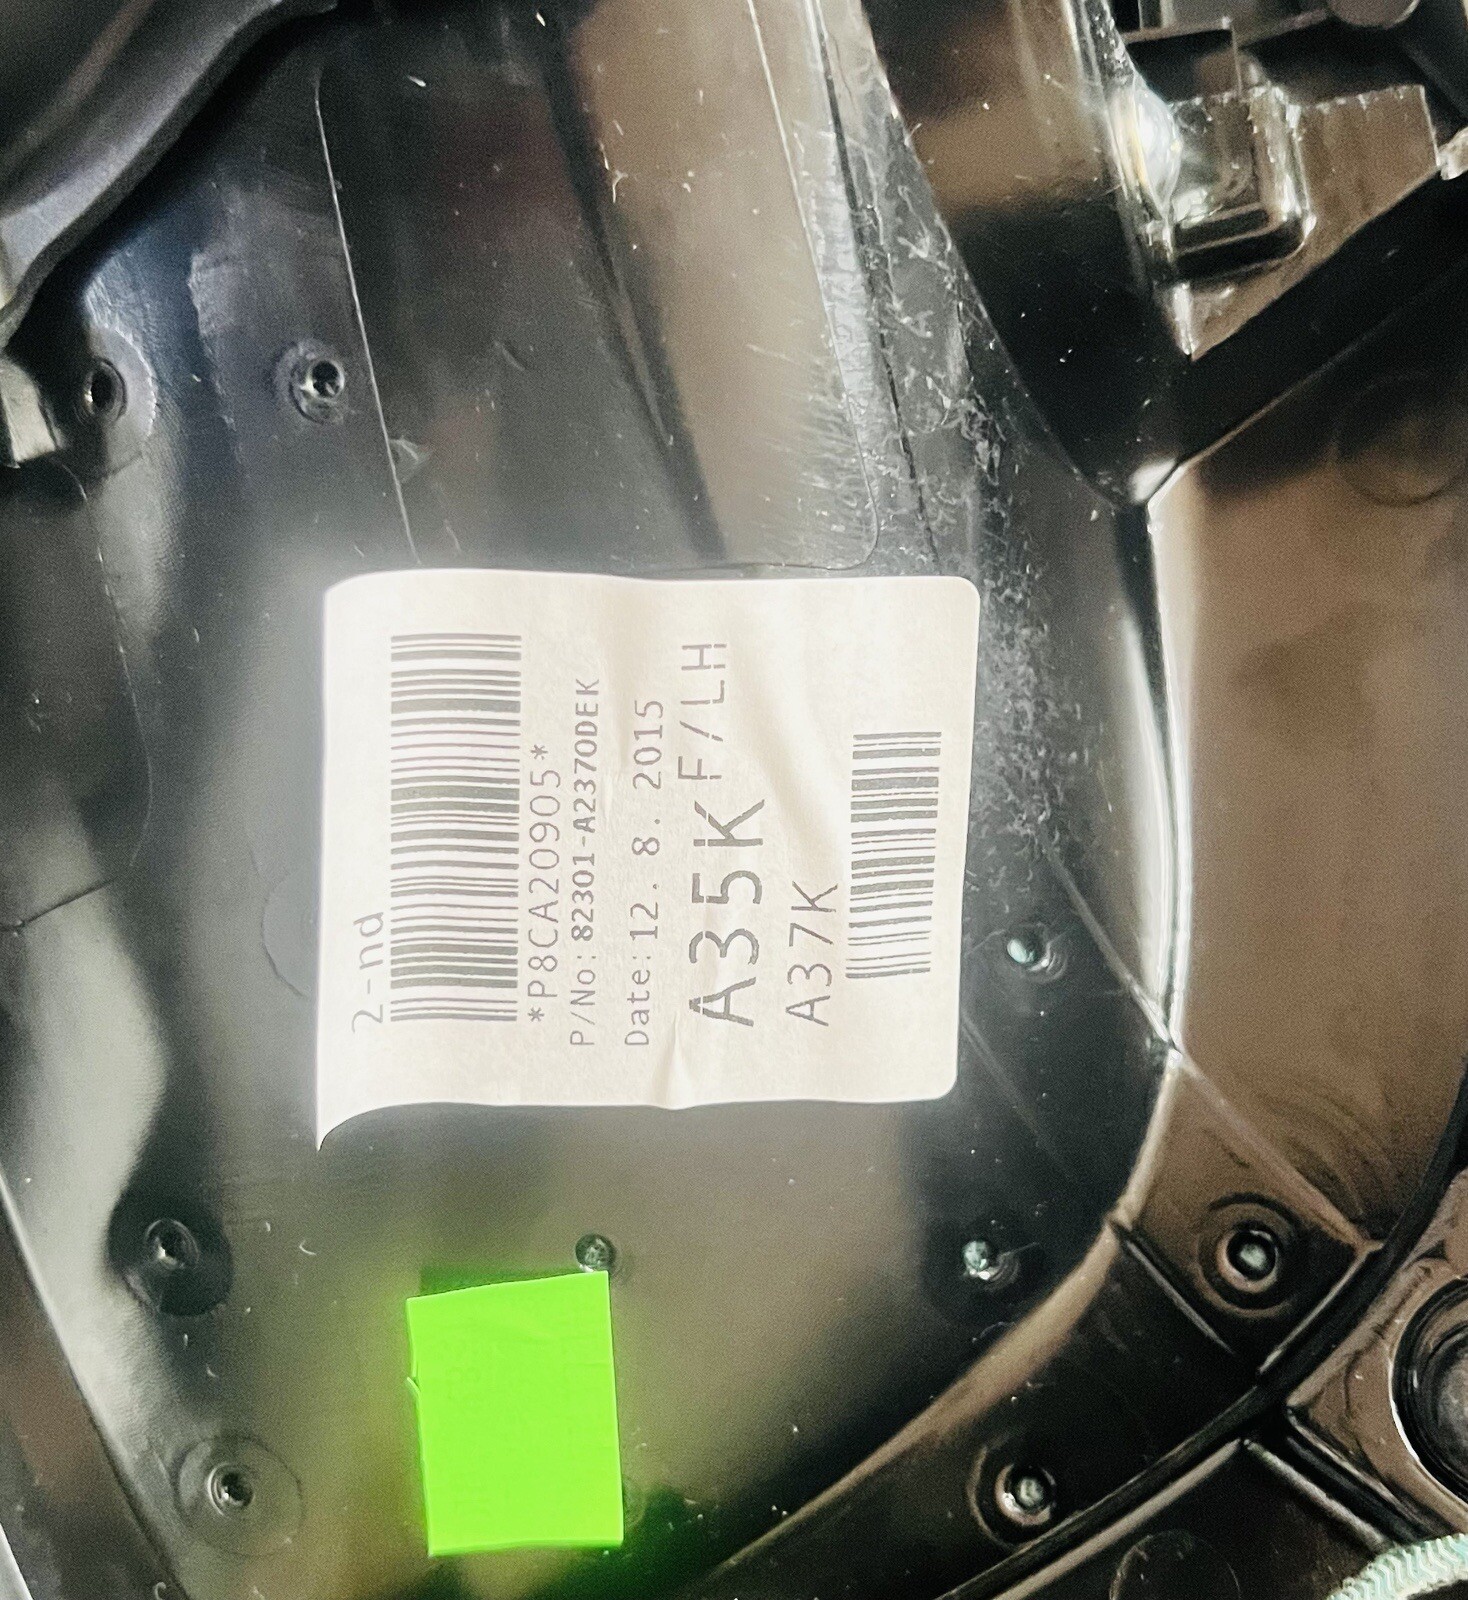 2-nd
*P8CA20905*
P/No: 82301-A2370DEK
Date: 12. 8. 2015
A35K F/LH
A37K